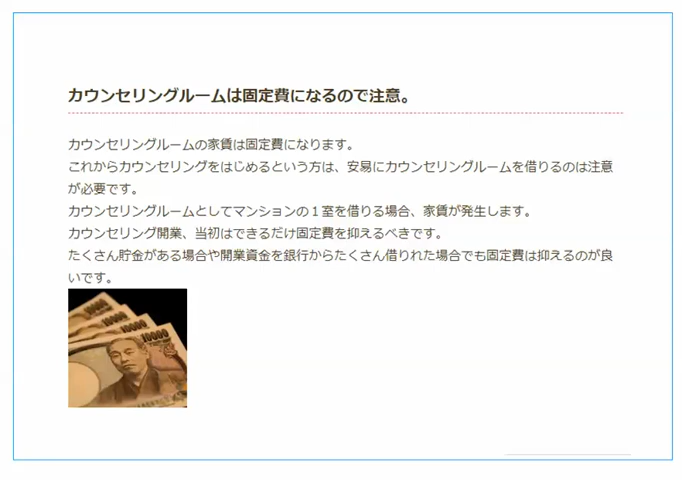 カウンセリングルームは固定費になるので注意。
カウンセリングルームの家賃は固定費になります。
これからカウンセリングをはじめるという方は、安易にカウンセリングルームを借りるのは注意
が必要です。
カウンセリングルームとしてマンションの１室を借りる場合、家賃が発生します。
カウンセリング開業、当初はできるだけ固定費を抑えるべきです。
たくさん貯金がある場合や開業資金を銀行からたくさん借りれた場合でも固定費は抑えるのが良
いです。
10000
10000
10000
10000